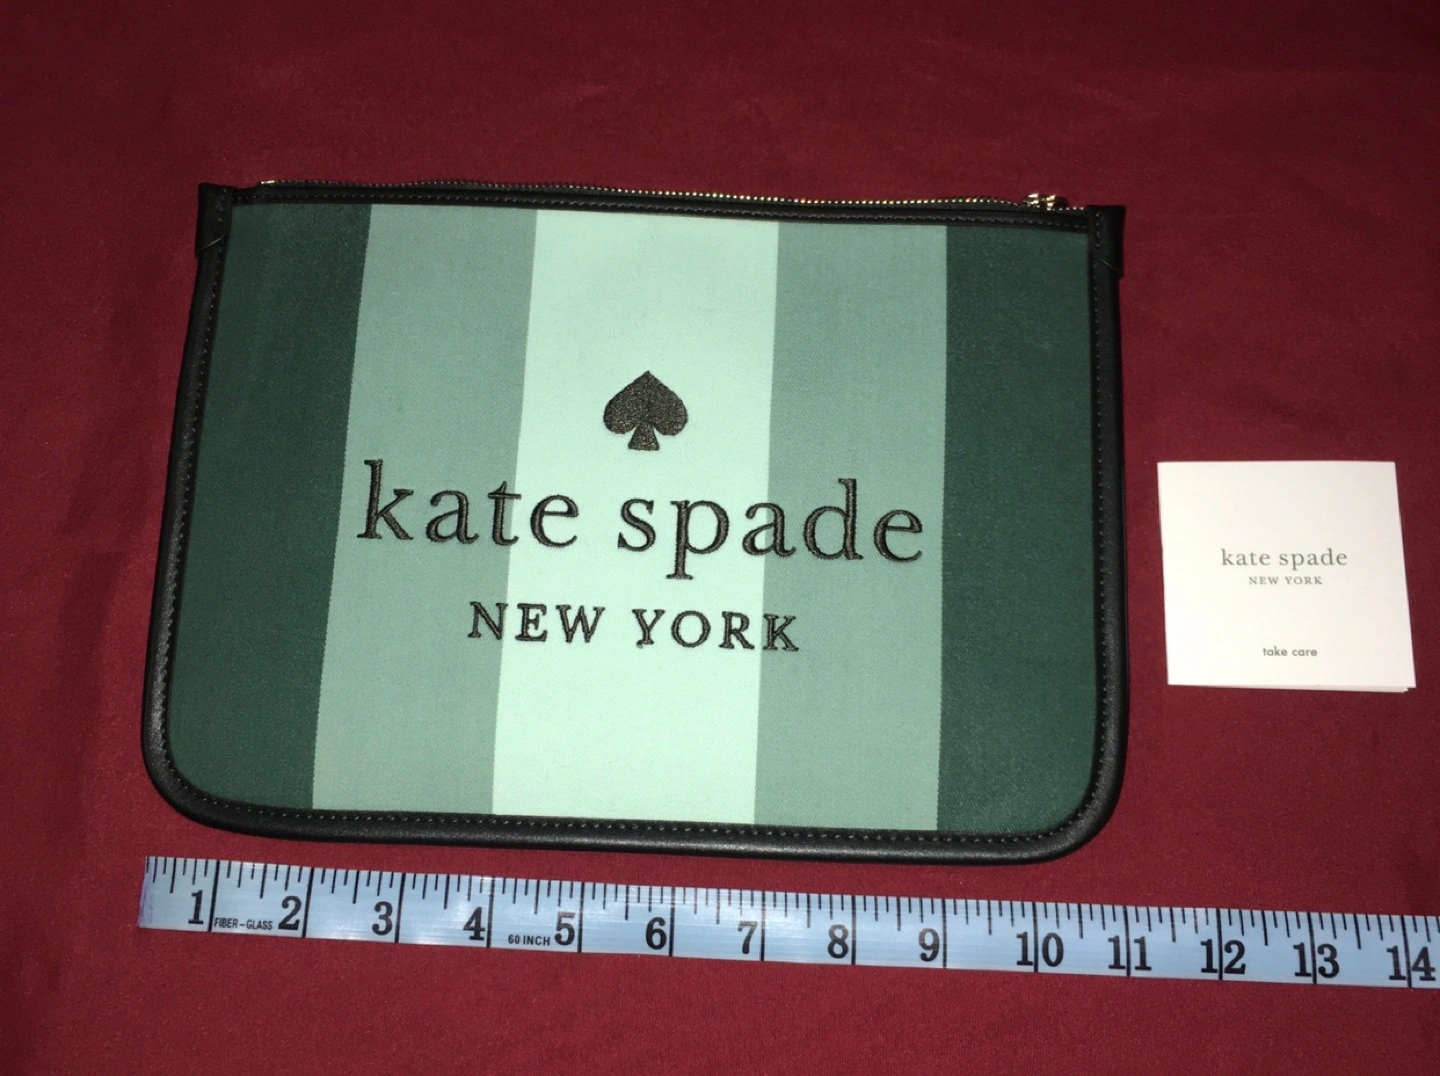 kate spade
NEW YORK
kate spade
NEW YORK
take care
1 FIBER-GLASS 2 3 4 60 INCH 5 6 7 8 9 10 11 12 13 14